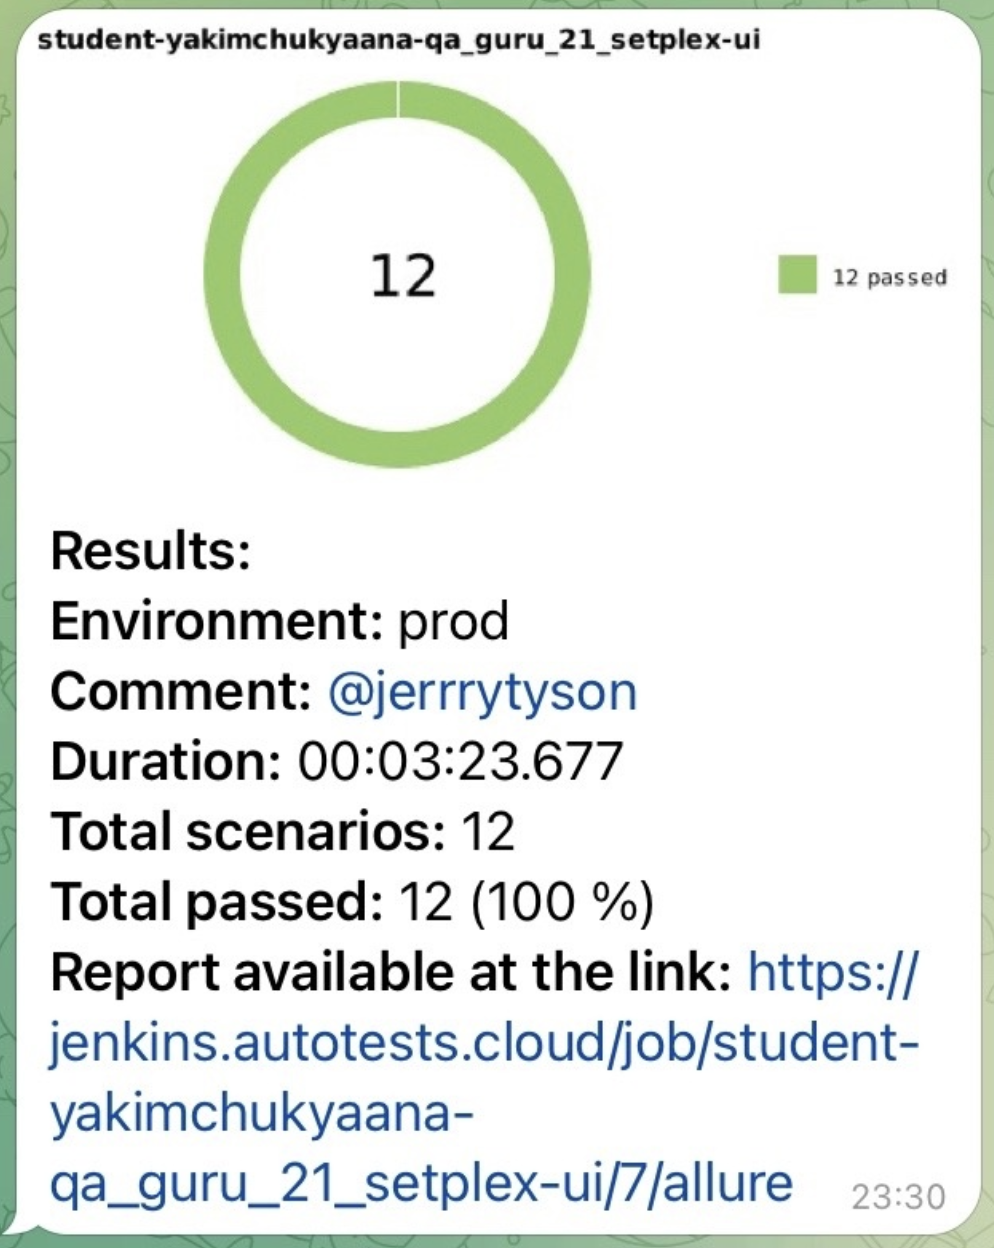 student-yakimchukyaana-qa_guru_21_setplex-ui
12
12 passed
Results:
Environment: prod
Comment: @jerrrytyson
Duration: 00:03:23.677
Total scenarios: 12
Total passed: 12 (100 %)
Report available at the link: https://
jenkins.autotests.cloud/job/student-
yakimchukyaana-
qa_guru_21_setplex-ui/7/allure
23:30